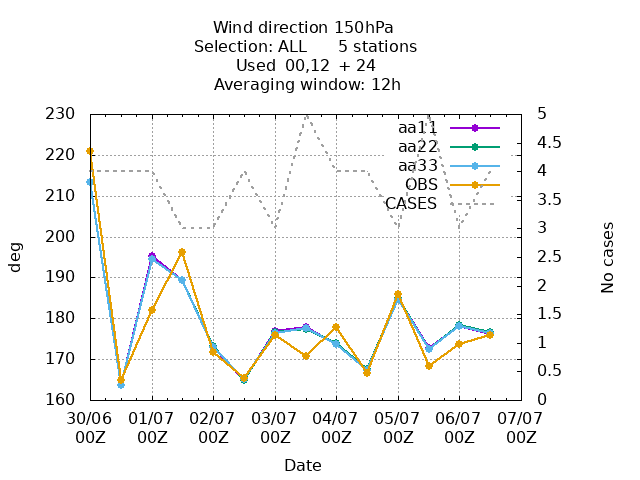 Wind direction 150hPa
Selection: ALL 5 stations
Used 00,12 + 24
Averaging window: 12h
230
220
210
200
190
180
170
160
deg
5
4.5
4
3.5
3
2.5
2
1.5
1
0.5
0
No cases
aa11
aa22
aa33
OBS
CASES
30/06 01/07 02/07 03/07 04/07 05/07 06/07 07/07
00Z 00Z 00Z 00Z 00Z 00Z 00Z 00Z
Date